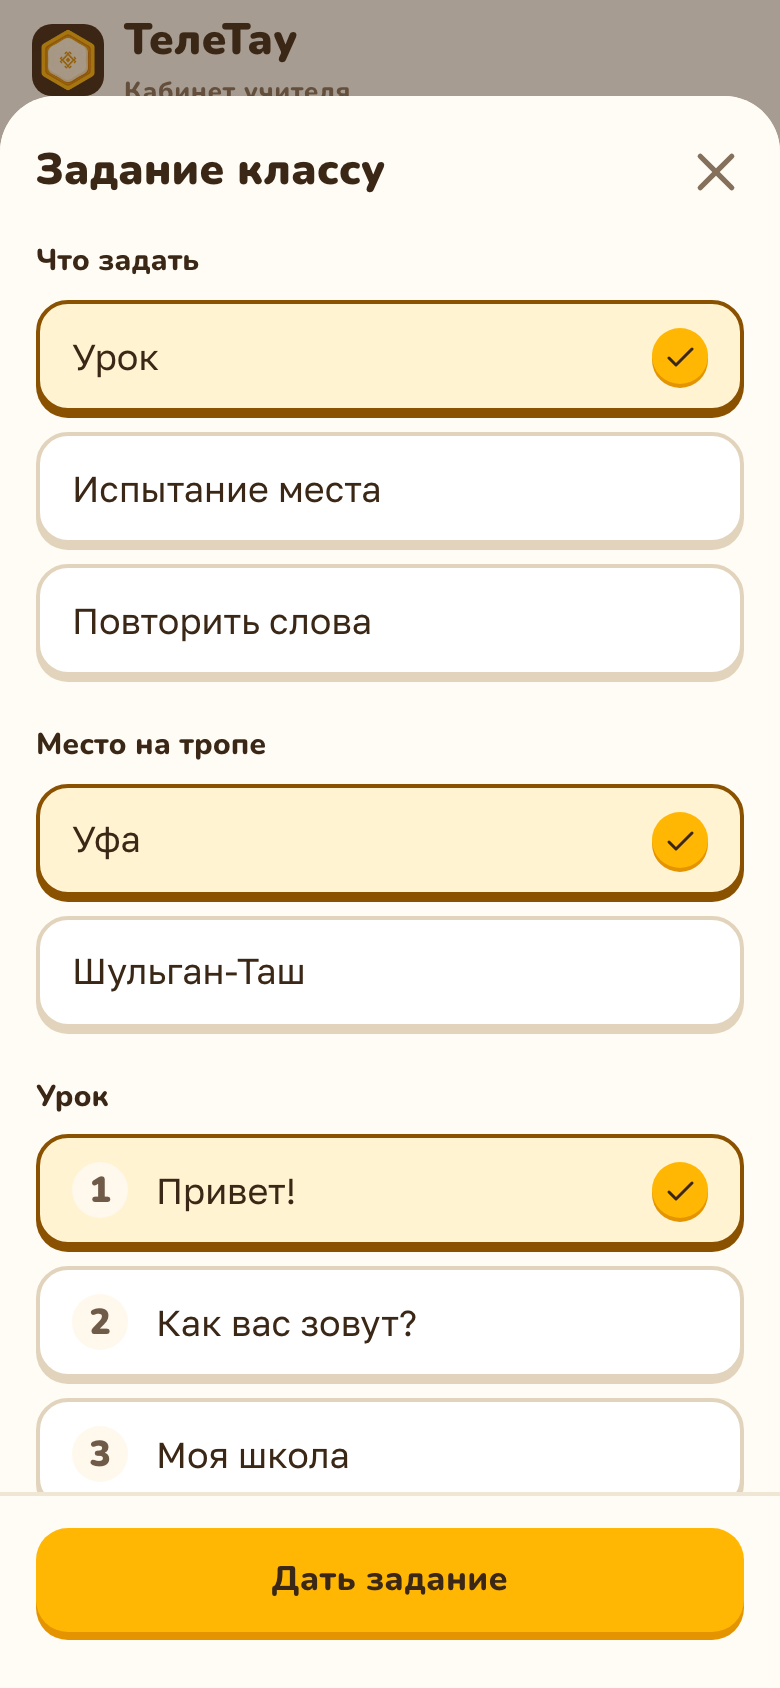 ТелеТау
Кабинет учителя
Задание классу
Что задать
Урок
Испытание места
Повторить слова
Место на тропе
Уфа
Шульган-Таш
Урок
1 Привет!
2 Как вас зовут?
3 Моя школа
Дать задание